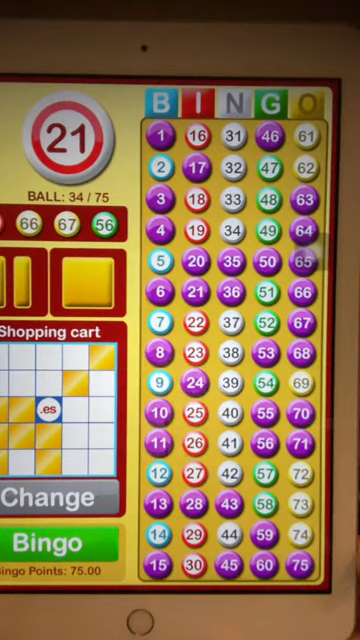 B I N G O
21
BALL: 34 / 75
66 67 56
Shopping cart
.es
Change
Bingo
ingo Points: 75.00
1 16 31 46 61
2 17 32 47 62
3 18 33 48 63
4 19 34 49 64
5 20 35 50 65
6 21 36 51 66
7 22 37 52 67
8 23 38 53 68
9 24 39 54 69
10 25 40 55 70
11 26 41 56 71
12 27 42 57 72
13 28 43 58 73
14 29 44 59 74
15 30 45 60 75